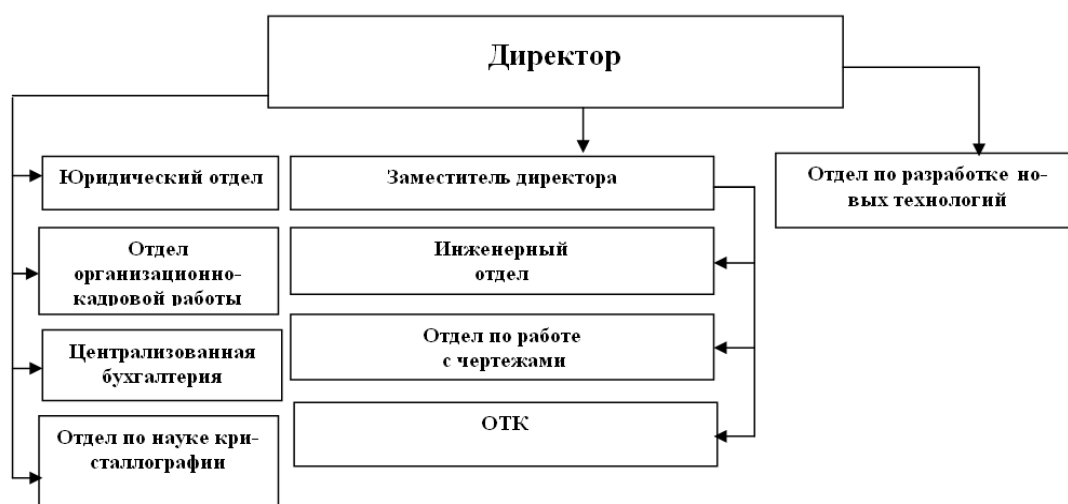 Директор
Юридический отдел
Заместитель директора
Отдел по разработке но-
вых технологий
Отдел
организационно-
кадровой работы
Инженерный
отдел
Централизованная
бухгалтерия
Отдел по работе
с чертежами
Отдел по науке кри-
сталлографии
ОТК